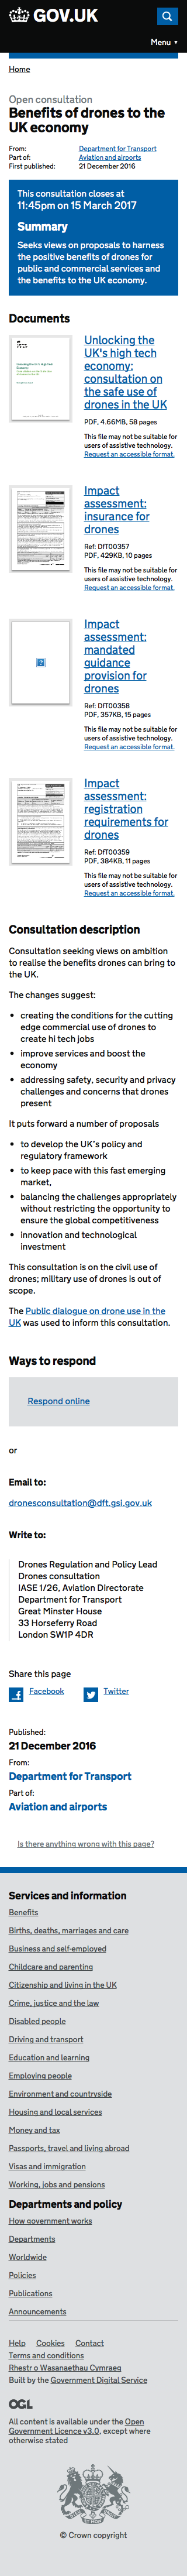 GOV.UK
Menu ▼
Home
Open consultation
Benefits of drones to the
UK economy
From: Department for Transport
Part of: Aviation and airports
First published: 21 December 2016
This consultation closes at
11:45pm on 15 March 2017
Summary
Seeks views on proposals to harness
the positive benefits of drones for
public and commercial services and
the benefits to the UK economy.
Documents
Unlocking the
UK's high tech
economy:
consultation on
the safe use of
drones in the UK
PDF, 4.66MB, 58 pages
This file may not be suitable for
users of assistive technology.
Request an accessible format.
Impact
assessment:
insurance for
drones
Ref: DfT00357
PDF, 429KB, 10 pages
This file may not be suitable for
users of assistive technology.
Request an accessible format.
Impact
assessment:
mandated
guidance
provision for
drones
Ref: DfT00358
PDF, 357KB, 15 pages
This file may not be suitable for
users of assistive technology.
Request an accessible format.
Impact
assessment:
registration
requirements for
drones
Ref: DfT00359
PDF, 384KB, 11 pages
This file may not be suitable for
users of assistive technology.
Request an accessible format.
Consultation description
Consultation seeking views on ambition
to realise the benefits drones can bring to
the UK.
The changes suggest:
• creating the conditions for the cutting
edge commercial use of drones to
create hi tech jobs
• improve services and boost the
economy
• addressing safety, security and privacy
challenges and concerns that drones
present
It puts forward a number of proposals
• to develop the UK's policy and
regulatory framework
• to keep pace with this fast emerging
market,
• balancing the challenges appropriately
without restricting the opportunity to
ensure the global competitiveness
• innovation and technological
investment
This consultation is on the civil use of
drones; military use of drones is out of
scope.
The Public dialogue on drone use in the
UK was used to inform this consultation.
Ways to respond
Respond online
or
Email to:
dronesconsultation@dft.gsi.gov.uk
Write to:
Drones Regulation and Policy Lead
Drones consultation
IASE 1/26, Aviation Directorate
Department for Transport
Great Minster House
33 Horseferry Road
London SW1P 4DR
Share this page
Facebook Twitter
Published:
21 December 2016
From:
Department for Transport
Part of:
Aviation and airports
Is there anything wrong with this page?
Services and information
Benefits
Births, deaths, marriages and care
Business and self-employed
Childcare and parenting
Citizenship and living in the UK
Crime, justice and the law
Disabled people
Driving and transport
Education and learning
Employing people
Environment and countryside
Housing and local services
Money and tax
Passports, travel and living abroad
Visas and immigration
Working, jobs and pensions
Departments and policy
How government works
Departments
Worldwide
Policies
Publications
Announcements
Help Cookies Contact
Terms and conditions
Rhestr o Wasanaethau Cymraeg
Built by the Government Digital Service
OGL
All content is available under the Open
Government Licence v3.0, except where
otherwise stated
© Crown copyright